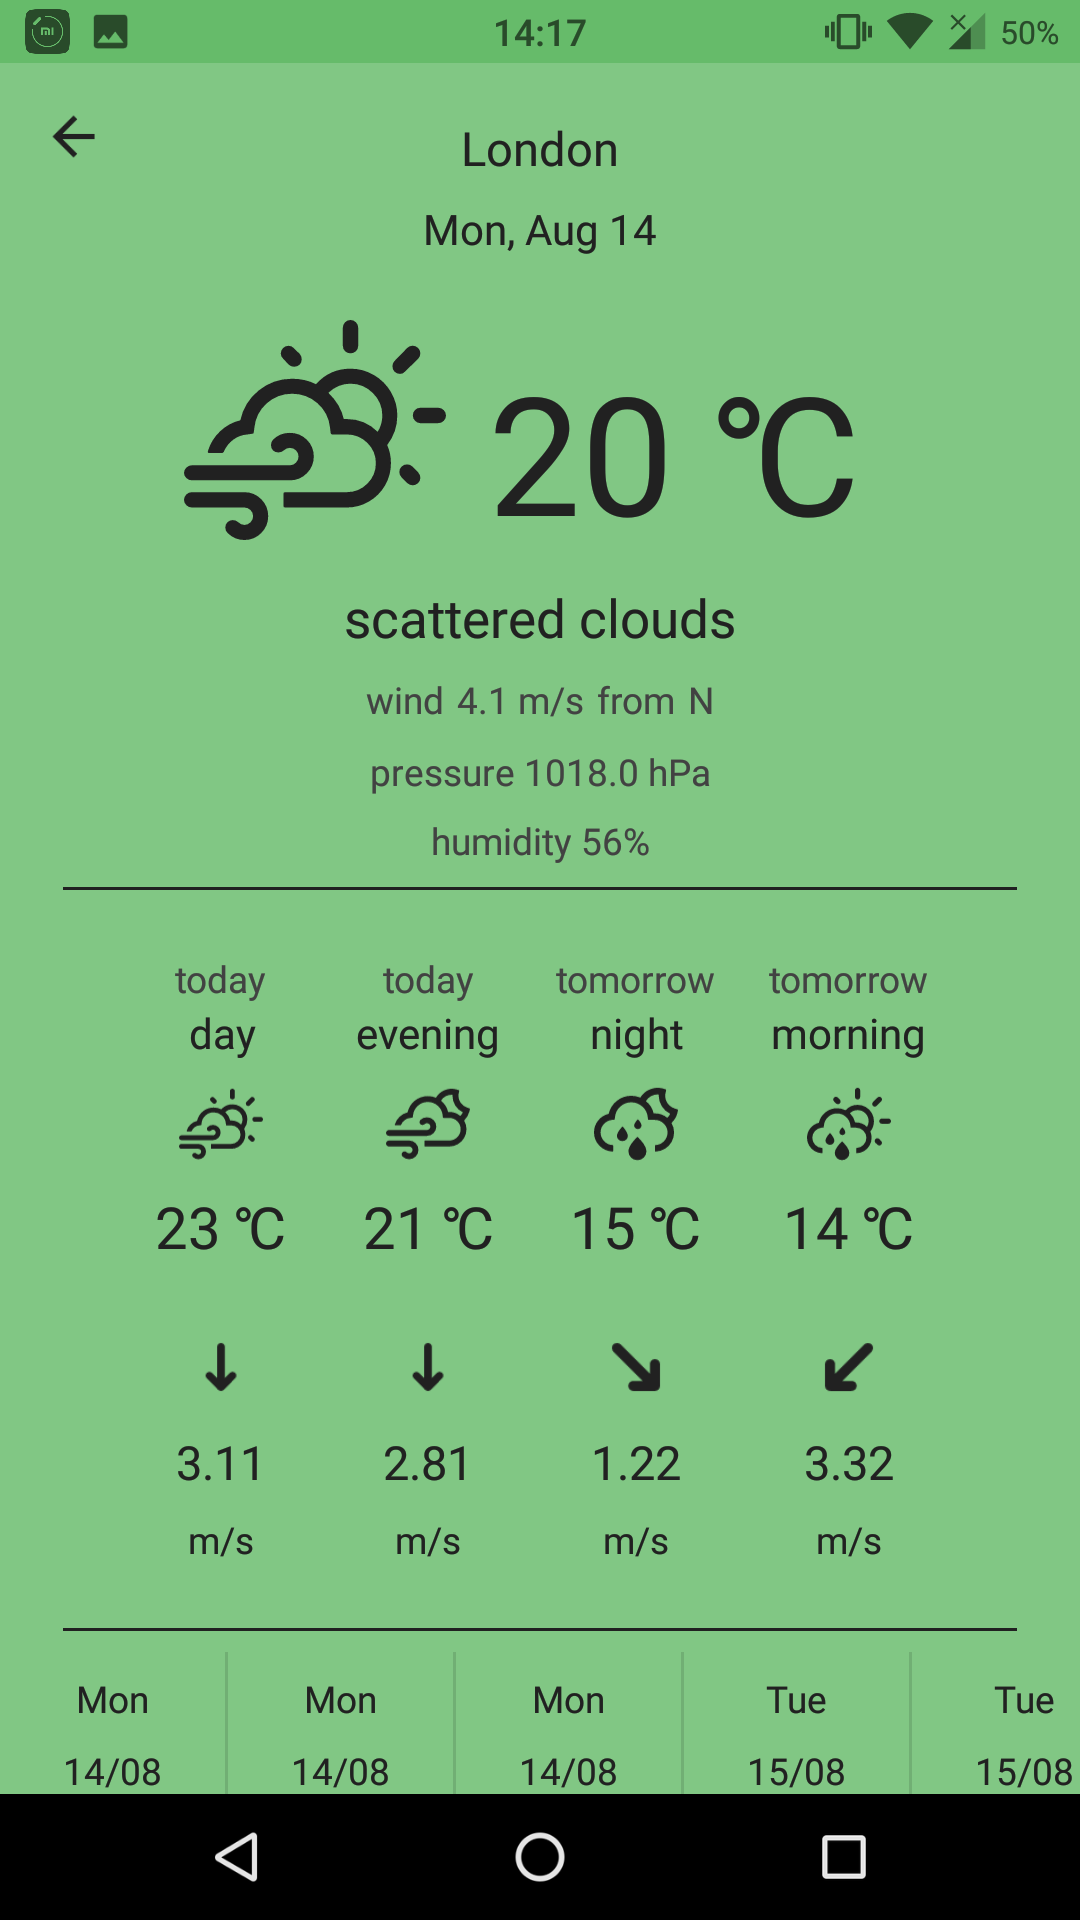 14:17
50%
London
Mon, Aug 14
20 ℃
scattered clouds
wind 4.1 m/s from N
pressure 1018.0 hPa
humidity 56%
today today tomorrow tomorrow
day evening night morning
23 ℃ 21 ℃ 15 ℃ 14 ℃
3.11 2.81 1.22 3.32
m/s m/s m/s m/s
Mon Mon Mon Tue Tue
14/08 14/08 14/08 15/08 15/08